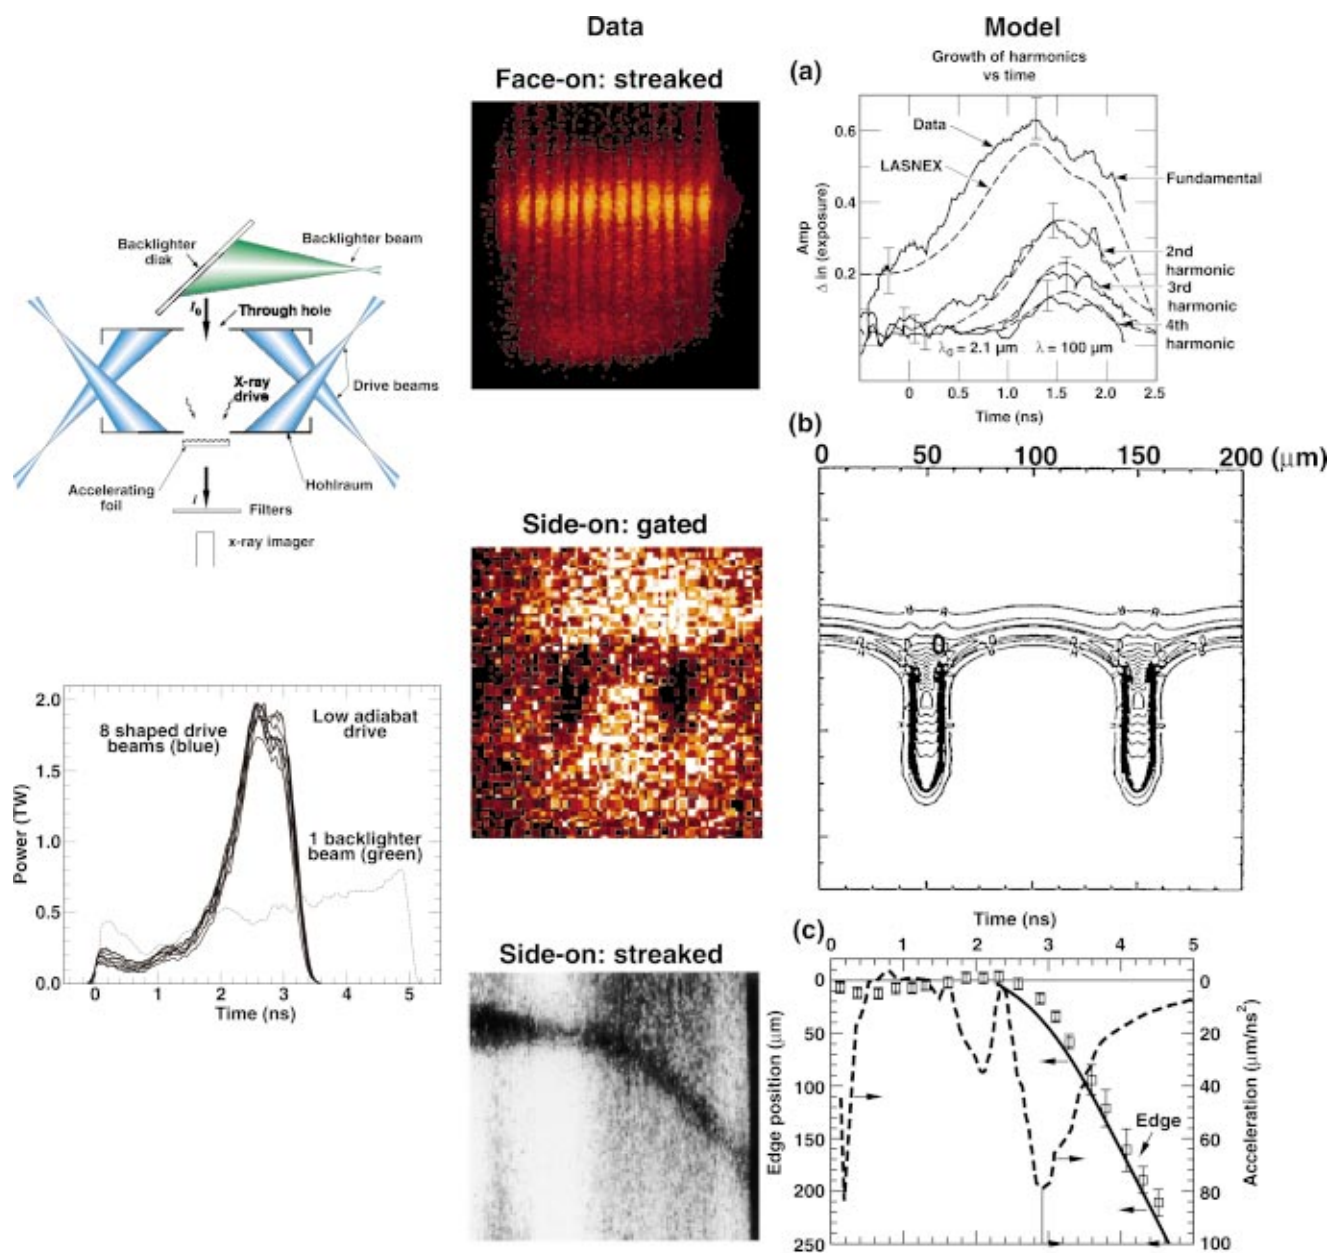 Data
Model
Face-on: streaked
(a)
Growth of harmonics
vs time
Data
LASNEX
Fundamental
2nd
harmonic
3rd
harmonic
4th
harmonic
λ0 = 2.1 µm
λ = 100 µm
0.6
0.4
0.2
Amp
Δ in (exposure)
0
0.5
1.0
1.5
2.0
2.5
Time (ns)
Backlighter
disk
Backlighter beam
I0
Through hole
X-ray
drive
Drive beams
Accelerating
foil
I
Hohlraum
Filters
x-ray imager
Side-on: gated
(b)
0
50
100
150
200 (µm)
2.0
1.5
1.0
0.5
0.0
Power (TW)
8 shaped drive
beams (blue)
Low adiabat
drive
1 backlighter
beam (green)
0
1
2
3
4
5
Time (ns)
Side-on: streaked
(c)
Time (ns)
0
1
2
3
4
5
0
50
100
150
200
250
Edge position (µm)
Edge
0
20
40
60
80
100
Acceleration (µm/ns²)